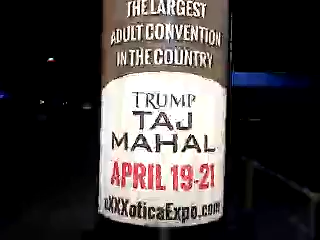 THE LARGEST
ADULT CONVENTION
IN THE COUNTRY
TRUMP
TAJ
MAHAL
APRIL 19-21
eXXXoticaExpo.com